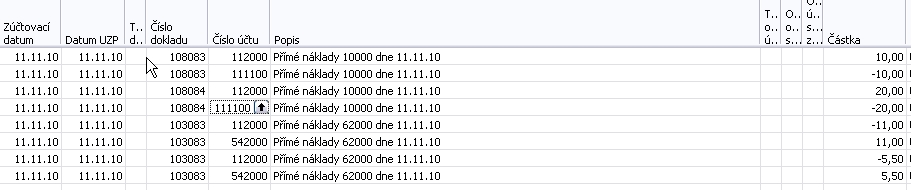 Zúčtovací datum Datum UZP T... d... Číslo dokladu Číslo účtu Popis T... o... ú... O... o... s... O... ú... s... z... Částka
11.11.10 11.11.10 108083 112000 Přímé náklady 10000 dne 11.11.10 10,00
11.11.10 11.11.10 108083 111100 Přímé náklady 10000 dne 11.11.10 -10,00
11.11.10 11.11.10 108084 112000 Přímé náklady 10000 dne 11.11.10 20,00
11.11.10 11.11.10 108084 111100 Přímé náklady 10000 dne 11.11.10 -20,00
11.11.10 11.11.10 103083 112000 Přímé náklady 62000 dne 11.11.10 -11,00
11.11.10 11.11.10 103083 542000 Přímé náklady 62000 dne 11.11.10 11,00
11.11.10 11.11.10 103083 112000 Přímé náklady 62000 dne 11.11.10 -5,50
11.11.10 11.11.10 103083 542000 Přímé náklady 62000 dne 11.11.10 5,50